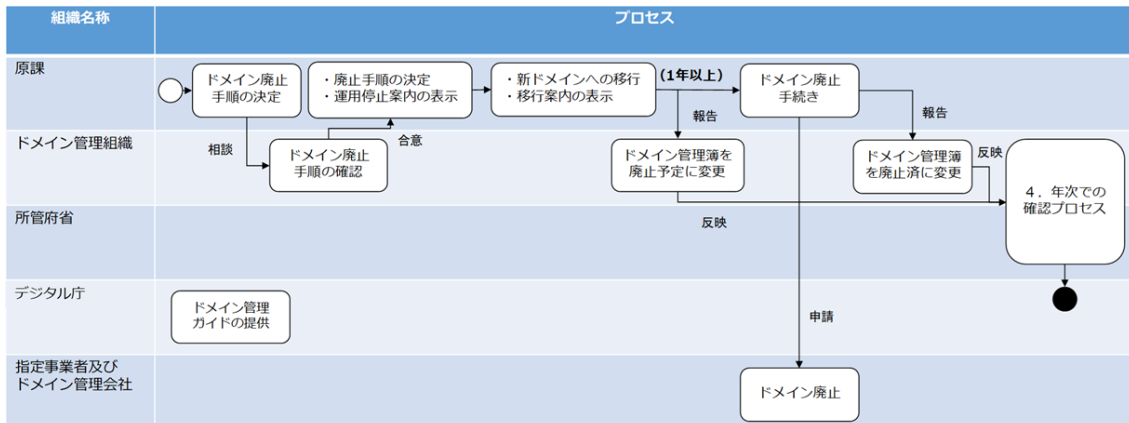 組織名称
プロセス
原課
ドメイン廃止
手順の決定
・廃止手順の決定
・運用停止案内の表示
・新ドメインへの移行
・移行案内の表示
(1年以上)
ドメイン廃止
手続き
報告
報告
ドメイン管理組織
相談
ドメイン廃止
手順の確認
合意
ドメイン管理簿を
廃止予定に変更
ドメイン管理簿
を廃止済に変更
反映
4．年次での
確認プロセス
所管府省
反映
デジタル庁
ドメイン管理
ガイドの提供
申請
指定事業者及び
ドメイン管理会社
ドメイン廃止